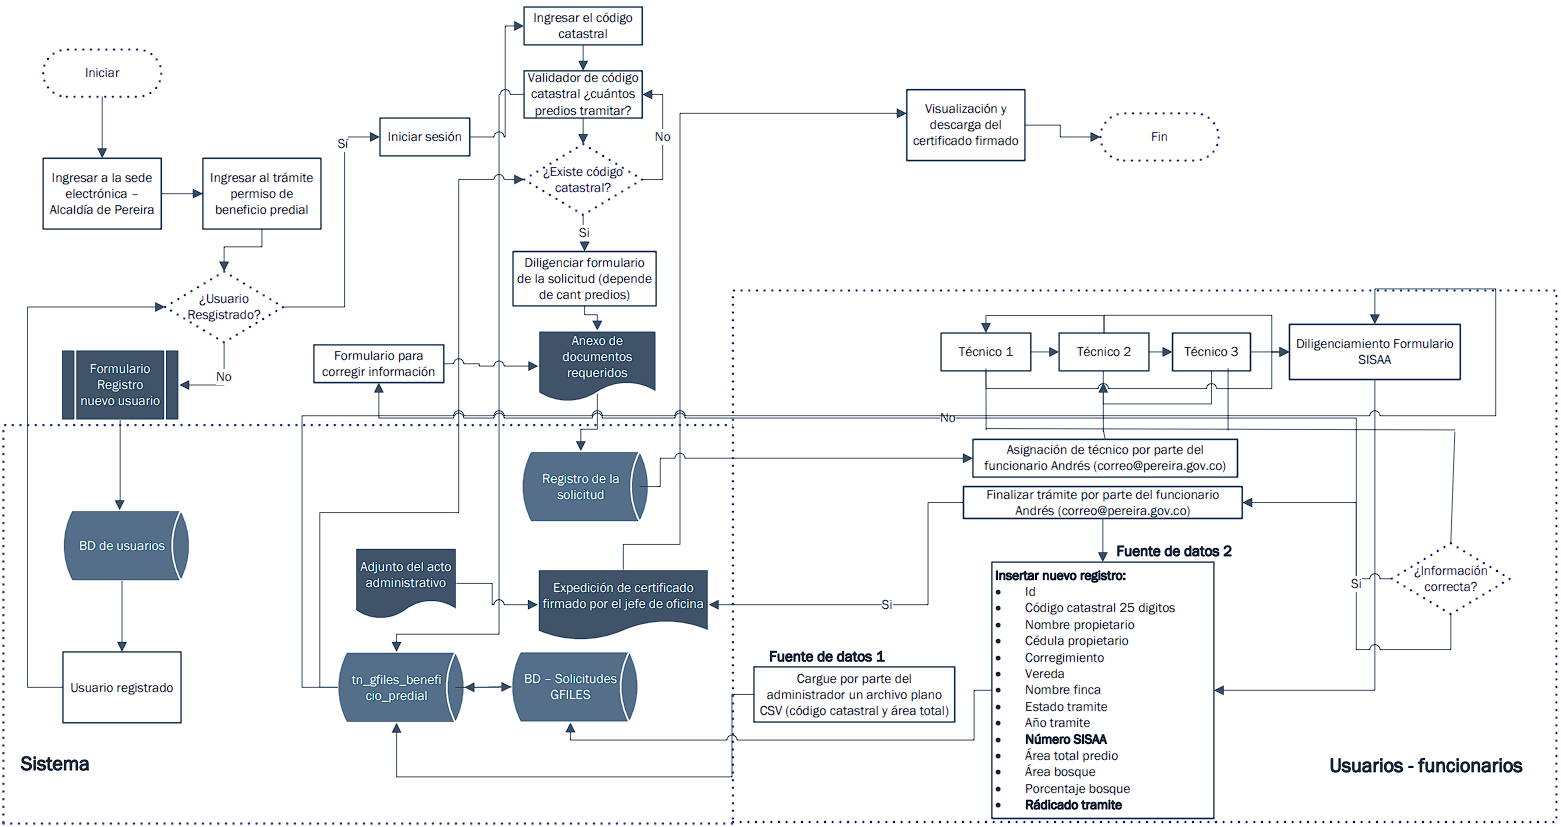 Iniciar
Ingresar a la sede
electrónica –
Alcaldía de Pereira
Ingresar al trámite
permiso de
beneficio predial
¿Usuario
Resgistrado?
Sí
No
Formulario
Registro
nuevo usuario
BD de usuarios
Usuario registrado
Iniciar sesión
Ingresar el código
catastral
Validador de código
catastral ¿cuántos
predios tramitar?
¿Existe código
catastral?
No
Si
Diligenciar formulario
de la solicitud (depende
de cant predios)
Anexo de
documentos
requeridos
Formulario para
corregir información
Registro de la
solicitud
Adjunto del acto
administrativo
Expedición de certificado
firmado por el jefe de oficina
tn_gfiles_benefi
cio_predial
BD – Solicitudes
GFILES
Sistema
Visualización y
descarga del
certificado firmado
Fin
Técnico 1
Técnico 2
Técnico 3
Diligenciamiento Formulario
SISAA
No
Asignación de técnico por parte del
funcionario Andrés (correo@pereira.gov.co)
Finalizar trámite por parte del funcionario
Andrés (correo@pereira.gov.co)
Si
¿Información
correcta?
Si
Fuente de datos 2
Insertar nuevo registro:
• Id
• Código catastral 25 digitos
• Nombre propietario
• Cédula propietario
• Corregimiento
• Vereda
• Nombre finca
• Estado tramite
• Año tramite
• Número SISAA
• Área total predio
• Área bosque
• Porcentaje bosque
• Rádicado tramite
Fuente de datos 1
Cargue por parte del
administrador un archivo plano
CSV (código catastral y área total)
Usuarios - funcionarios